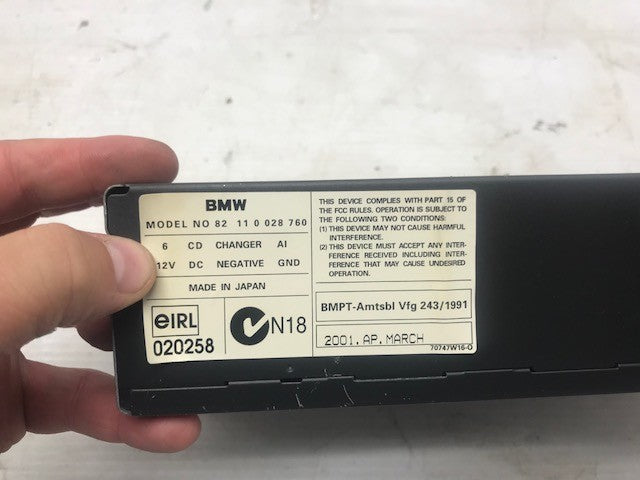 BMW
MODEL NO 82 11 0 028 760
6 CD CHANGER AI
12V DC NEGATIVE GND
MADE IN JAPAN
eIRL
020258
N18
THIS DEVICE COMPLIES WITH PART 15 OF
THE FCC RULES. OPERATION IS SUBJECT TO
THE FOLLOWING TWO CONDITIONS:
(1) THIS DEVICE MAY NOT CAUSE HARMFUL
INTERFERENCE.
(2) THIS DEVICE MUST ACCEPT ANY INTER-
FERENCE RECEIVED INCLUDING INTER-
FERENCE THAT MAY CAUSE UNDESIRED
OPERATION.
BMPT-Amtsbl Vfg 243/1991
2001.AP.MARCH
70747W16-O